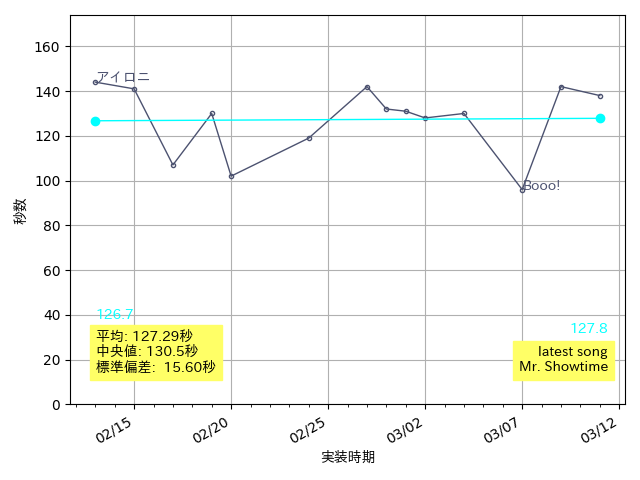 160
140
120
100
80
60
40
20
0
秒数
アイロニ
Booo!
126.7
127.8
平均: 127.29秒
中央値: 130.5秒
標準偏差: 15.60秒
latest song
Mr. Showtime
02/15
02/20
02/25
03/02
03/07
03/12
実装時期